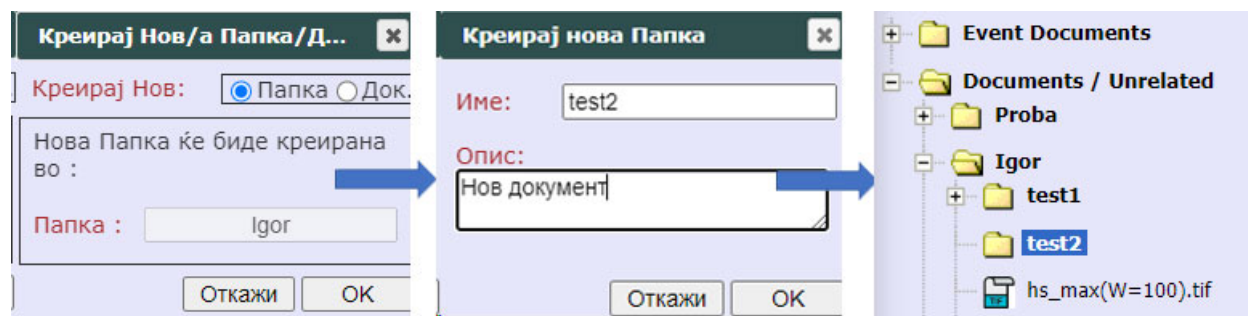 Креирај Нов/а Папка/Д...
Креирај Нов: Папка Док.
Нова Папка ќе биде креирана
во :
Папка : Igor
Откажи OK
Креирај нова Папка
Име: test2
Опис:
Нов документ
Откажи OK
Event Documents
Documents / Unrelated
Proba
Igor
test1
test2
TIF hs_max(W=100).tif